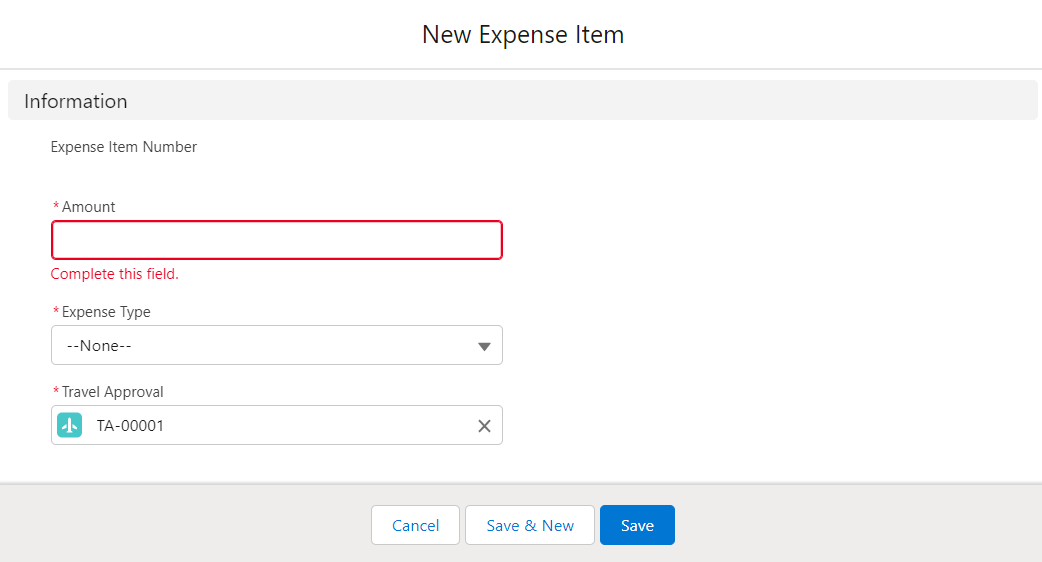 New Expense Item
Information
Expense Item Number
* Amount
Complete this field.
* Expense Type
--None--
* Travel Approval
TA-00001
Cancel Save & New Save